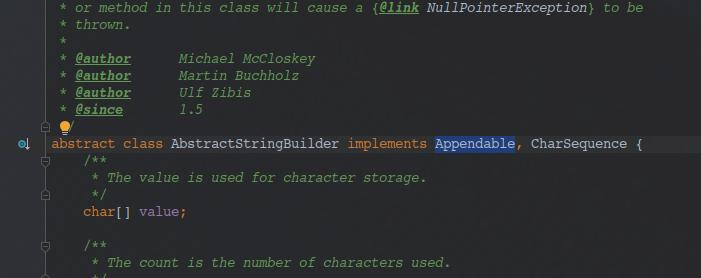 * or method in this class will cause a {@link NullPointerException} to be
* thrown.
*
* @author Michael McCloskey
* @author Martin Buchholz
* @author Ulf Zibis
* @since 1.5
*/
abstract class AbstractStringBuilder implements Appendable, CharSequence {
/**
* The value is used for character storage.
*/
char[] value;
/**
* The count is the number of characters used.
*/